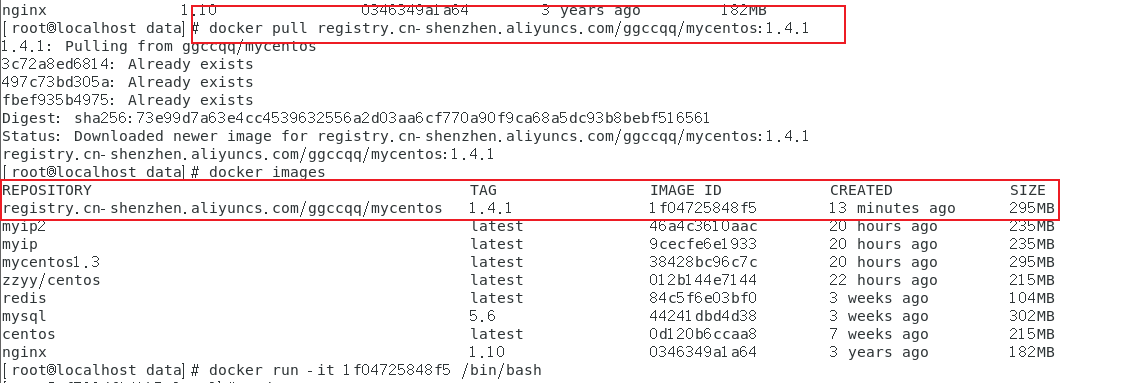 nginx 1.10 0346349a1a64 3 years ago 182MB
[root@localhost data]# docker pull registry.cn-shenzhen.aliyuncs.com/ggccqq/mycentos:1.4.1
1.4.1: Pulling from ggccqq/mycentos
3c72a8ed6814: Already exists
497c73bd305a: Already exists
fbef935b4975: Already exists
Digest: sha256:73e99d7a63e4cc4539632556a2d03aa6cf770a90f9ca68a5dc93b8bebf516561
Status: Downloaded newer image for registry.cn-shenzhen.aliyuncs.com/ggccqq/mycentos:1.4.1
registry.cn-shenzhen.aliyuncs.com/ggccqq/mycentos:1.4.1
[root@localhost data]# docker images
REPOSITORY TAG IMAGE ID CREATED SIZE
registry.cn-shenzhen.aliyuncs.com/ggccqq/mycentos 1.4.1 1f04725848f5 13 minutes ago 295MB
myip2 latest 46a4c3610aac 20 hours ago 235MB
myip latest 9cecfe6e1933 20 hours ago 235MB
mycentos1.3 latest 38428bc96c7c 20 hours ago 295MB
zzyy/centos latest 012b144e7144 22 hours ago 215MB
redis latest 84c5f6e03bf0 3 weeks ago 104MB
mysql 5.6 44241dbd4d38 3 weeks ago 302MB
centos latest 0d120b6ccaa8 7 weeks ago 215MB
nginx 1.10 0346349a1a64 3 years ago 182MB
[root@localhost data]# docker run -it 1f04725848f5 /bin/bash